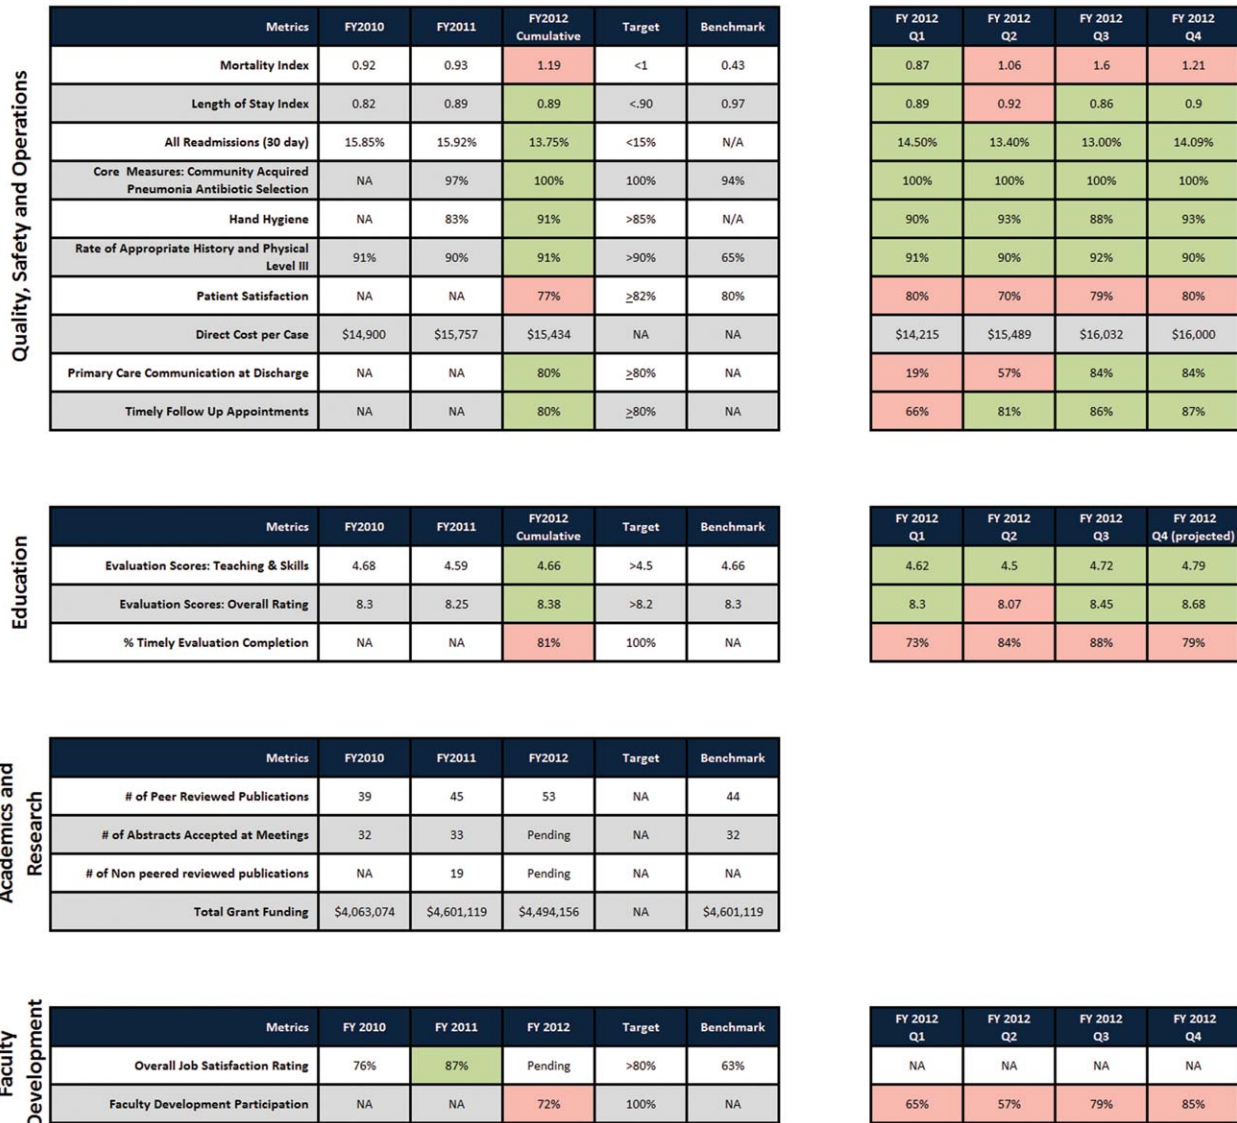 Quality, Safety and Operations
Metrics FY2010 FY2011 FY2012 Cumulative Target Benchmark FY 2012 Q1 FY 2012 Q2 FY 2012 Q3 FY 2012 Q4
Mortality Index 0.92 0.93 1.19 <1 0.43 0.87 1.06 1.6 1.21
Length of Stay Index 0.82 0.89 0.89 <.90 0.97 0.89 0.92 0.86 0.9
All Readmissions (30 day) 15.85% 15.92% 13.75% <15% N/A 14.50% 13.40% 13.00% 14.09%
Core Measures: Community Acquired
Pneumonia Antibiotic Selection NA 97% 100% 100% 94% 100% 100% 100% 100%
Hand Hygiene NA 83% 91% >85% N/A 90% 93% 88% 93%
Rate of Appropriate History and Physical
Level III 91% 90% 91% >90% 65% 91% 90% 92% 90%
Patient Satisfaction NA NA 77% ≥82% 80% 80% 70% 79% 80%
Direct Cost per Case $14,900 $15,757 $15,434 NA NA $14,215 $15,489 $16,032 $16,000
Primary Care Communication at Discharge NA NA 80% ≥80% NA 19% 57% 84% 84%
Timely Follow Up Appointments NA NA 80% ≥80% NA 66% 81% 86% 87%
Education
Metrics FY2010 FY2011 FY2012 Cumulative Target Benchmark FY 2012 Q1 FY 2012 Q2 FY 2012 Q3 FY 2012 Q4 (projected)
Evaluation Scores: Teaching & Skills 4.68 4.59 4.66 >4.5 4.66 4.62 4.5 4.72 4.79
Evaluation Scores: Overall Rating 8.3 8.25 8.38 >8.2 8.3 8.3 8.07 8.45 8.68
% Timely Evaluation Completion NA NA 81% 100% NA 73% 84% 88% 79%
Academics and
Research
Metrics FY2010 FY2011 FY2012 Target Benchmark
# of Peer Reviewed Publications 39 45 53 NA 44
# of Abstracts Accepted at Meetings 32 33 Pending NA 32
# of Non peered reviewed publications NA 19 Pending NA NA
Total Grant Funding $4,063,074 $4,601,119 $4,494,156 NA $4,601,119
Faculty
Development
Metrics FY 2010 FY 2011 FY 2012 Target Benchmark FY 2012 Q1 FY 2012 Q2 FY 2012 Q3 FY 2012 Q4
Overall Job Satisfaction Rating 76% 87% Pending >80% 63% NA NA NA NA
Faculty Development Participation NA NA 72% 100% NA 65% 57% 79% 85%